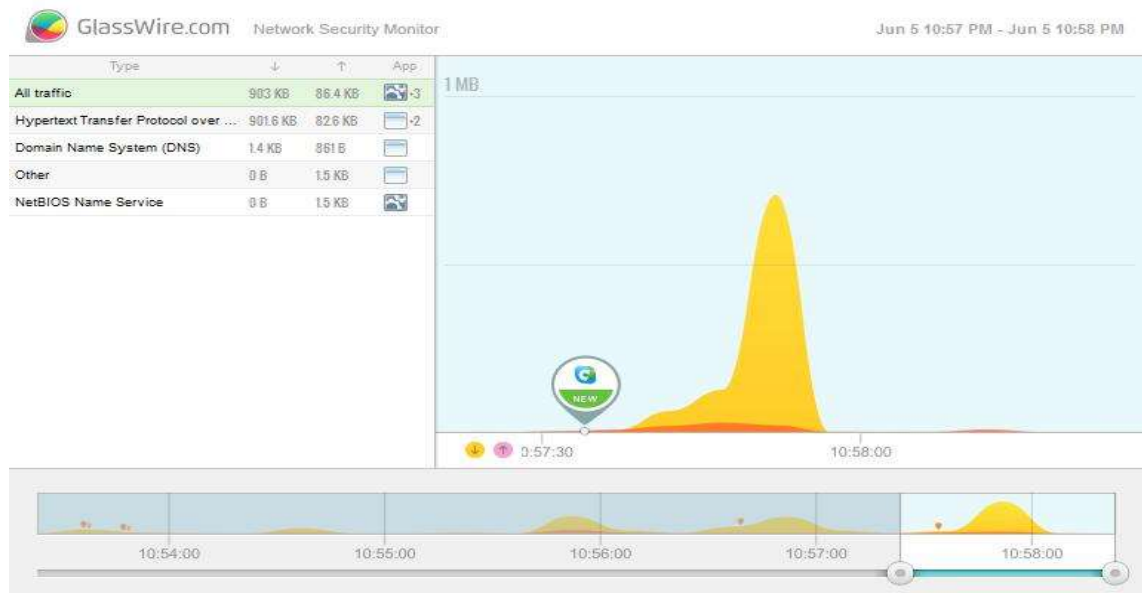 GlassWire.com Network Security Monitor Jun 5 10:57 PM - Jun 5 10:58 PM
Type ↓ ↑ App
All traffic 903 KB 86.4 KB -3
Hypertext Transfer Protocol over ... 901.6 KB 82.6 KB -2
Domain Name System (DNS) 1.4 KB 861 B
Other 0 B 1.5 KB
NetBIOS Name Service 0 B 1.5 KB
1 MB
NEW
0:57:30 10:58:00
10:54:00 10:55:00 10:56:00 10:57:00 10:58:00